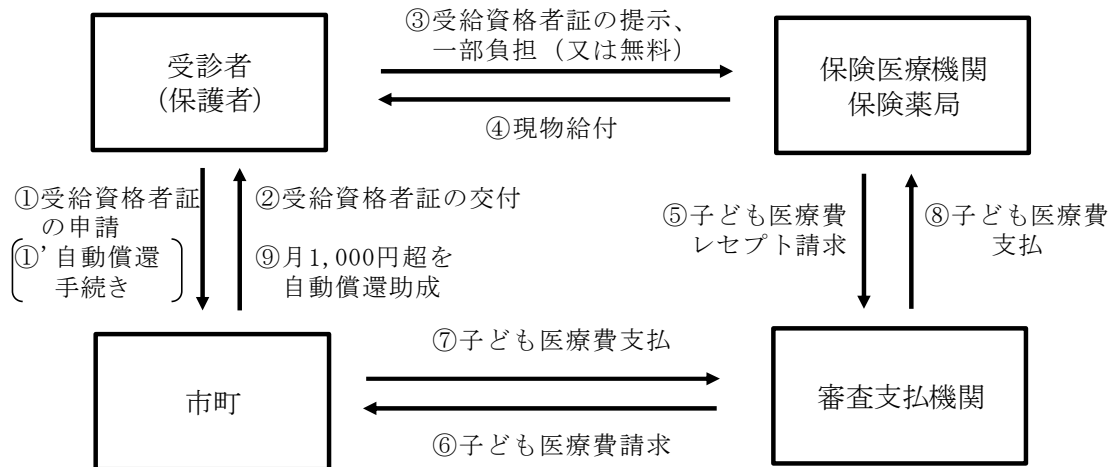 ③受給資格者証の提示、
一部負担（又は無料）
受診者
(保護者)
保険医療機関
保険薬局
④現物給付
①受給資格者証
の申請
①’自動償還
手続き
②受給資格者証の交付
⑨月1,000円超を
自動償還助成
⑤子ども医療費
レセプト請求
⑧子ども医療費
支払
⑦子ども医療費支払
市町
審査支払機関
⑥子ども医療費請求